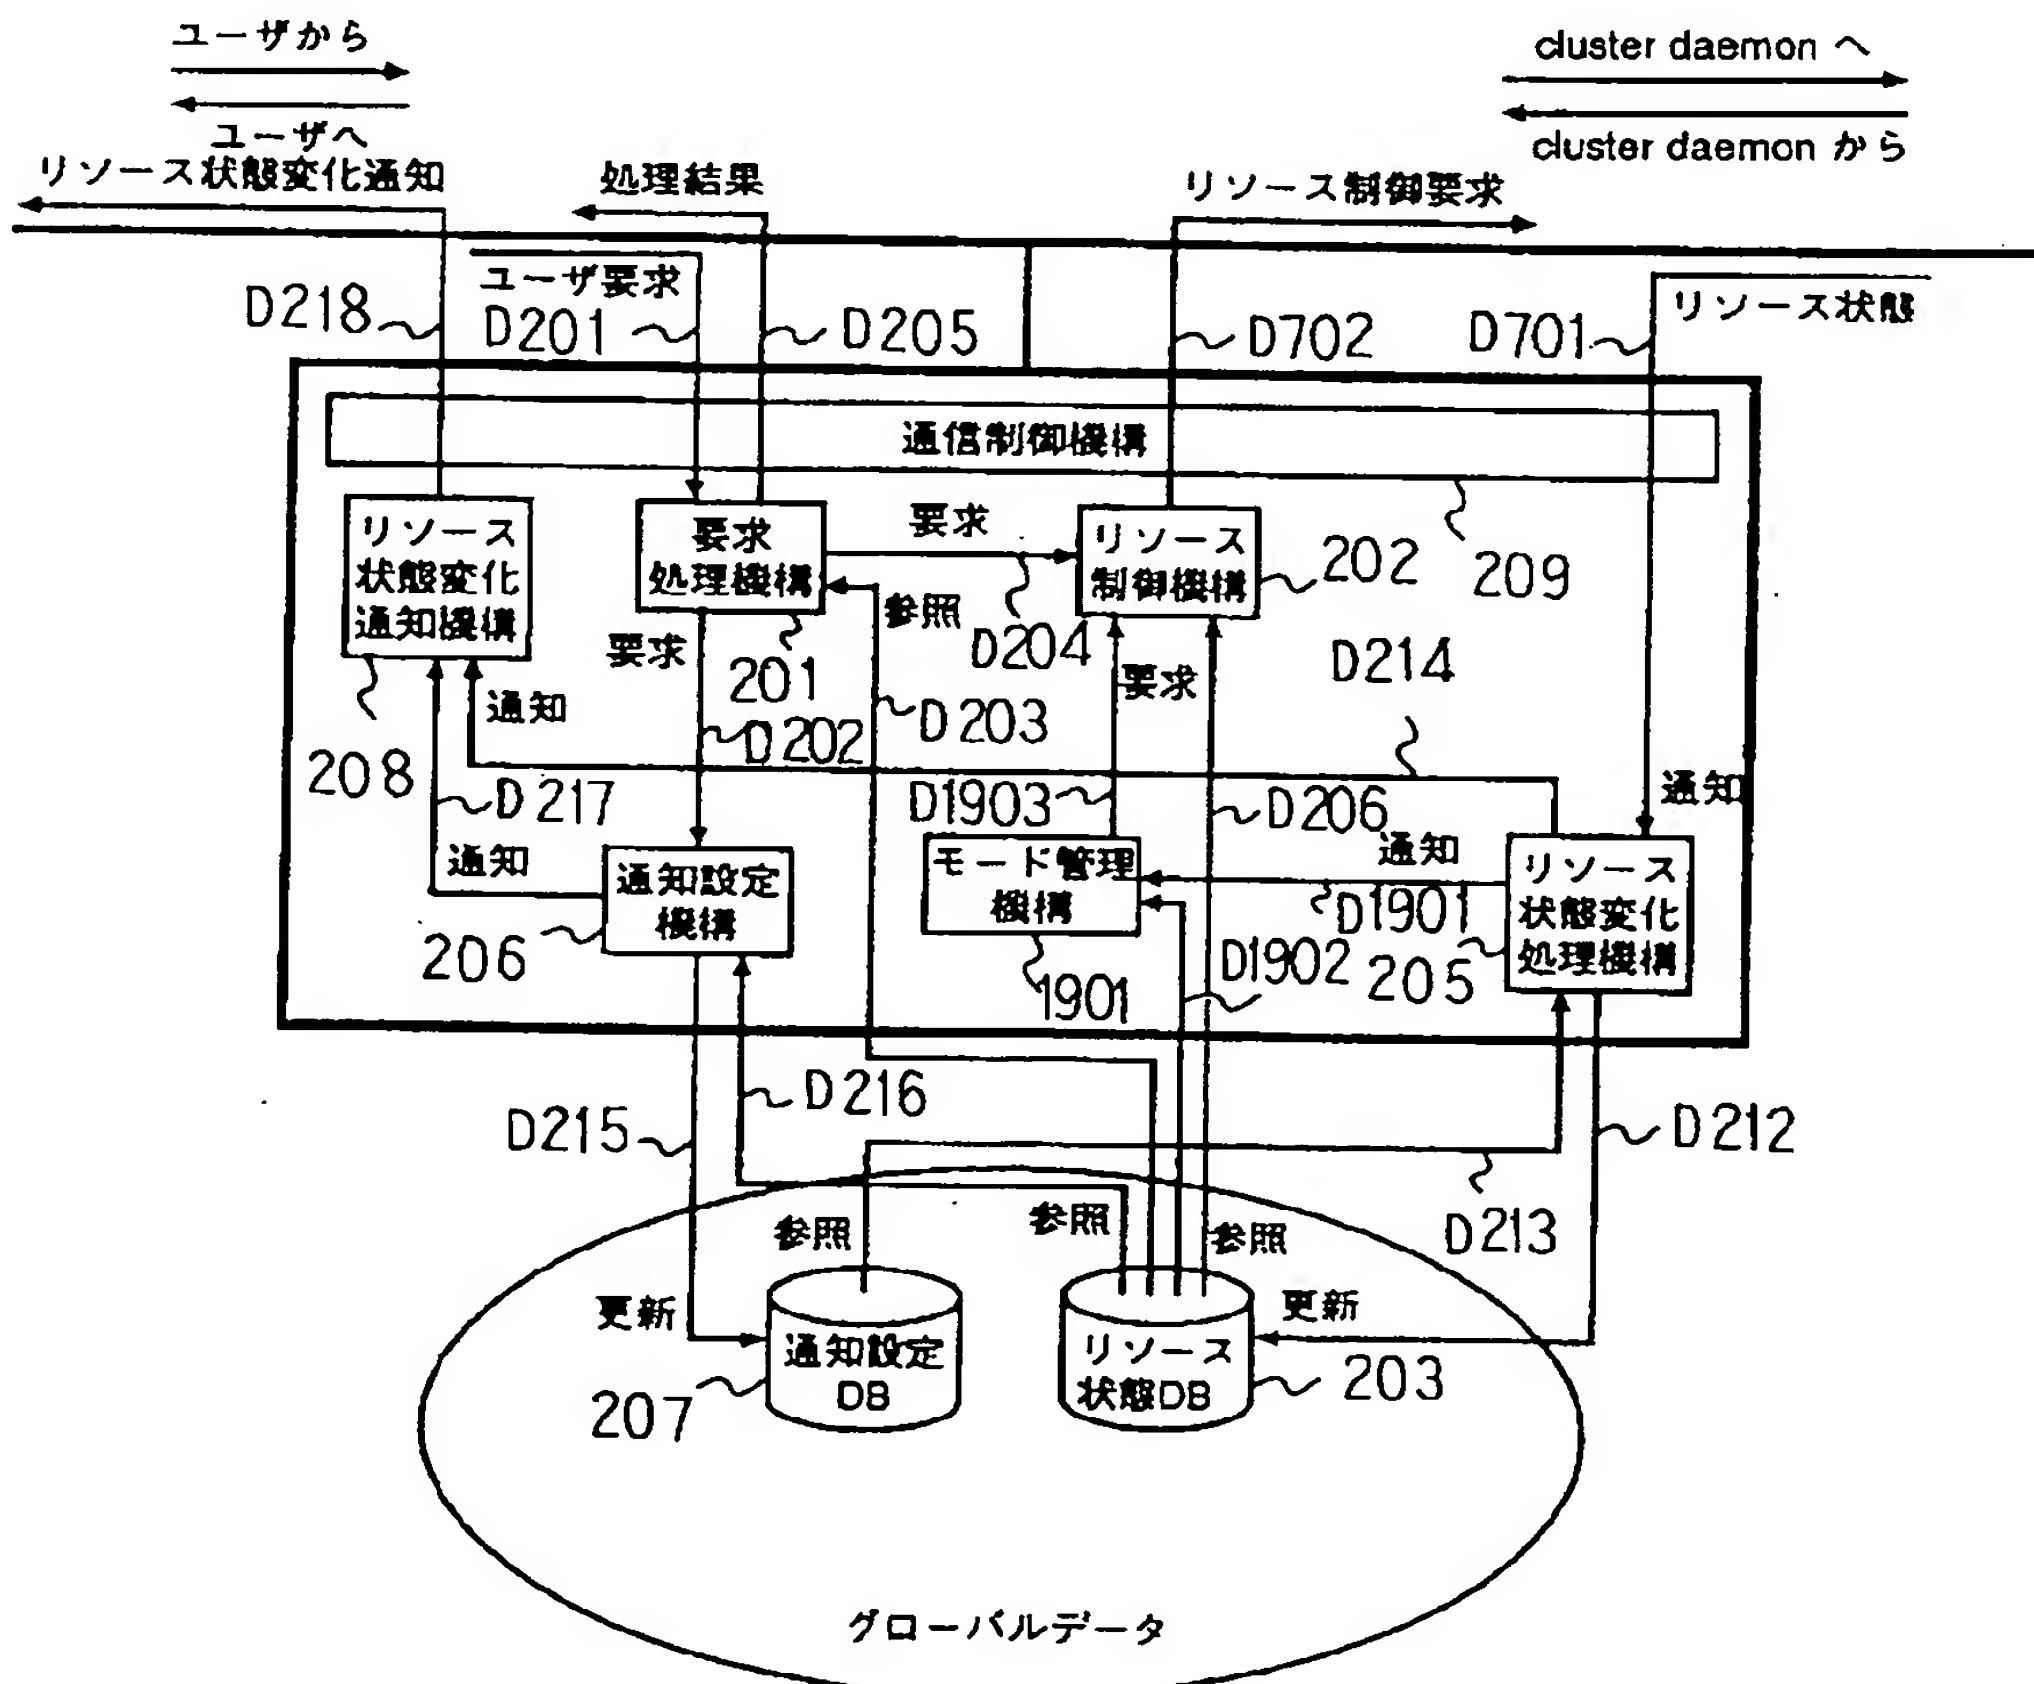 ユーザから
ユーザへ
cluster daemon へ
cluster daemon から
リソース状態変化通知
処理結果
リソース制御要求
ユーザ要求
リソース状態
D218
D201
D205
D702
D701
通信制御機構
209
リソース
状態変化
通知機構
208
要求
処理機構
201
要求
D204
リソース
制御機構
202
参照
D203
要求
D202
要求
D1903
D214
通知
D217
通知
D206
通知
通知
D1901
通知設定
機構
206
モード管理
機構
1901
D1902
リソース
状態変化
処理機構
205
D216
D215
D212
D213
参照
参照
参照
更新
更新
通知設定
DB
207
リソース
状態DB
203
グローバルデータ